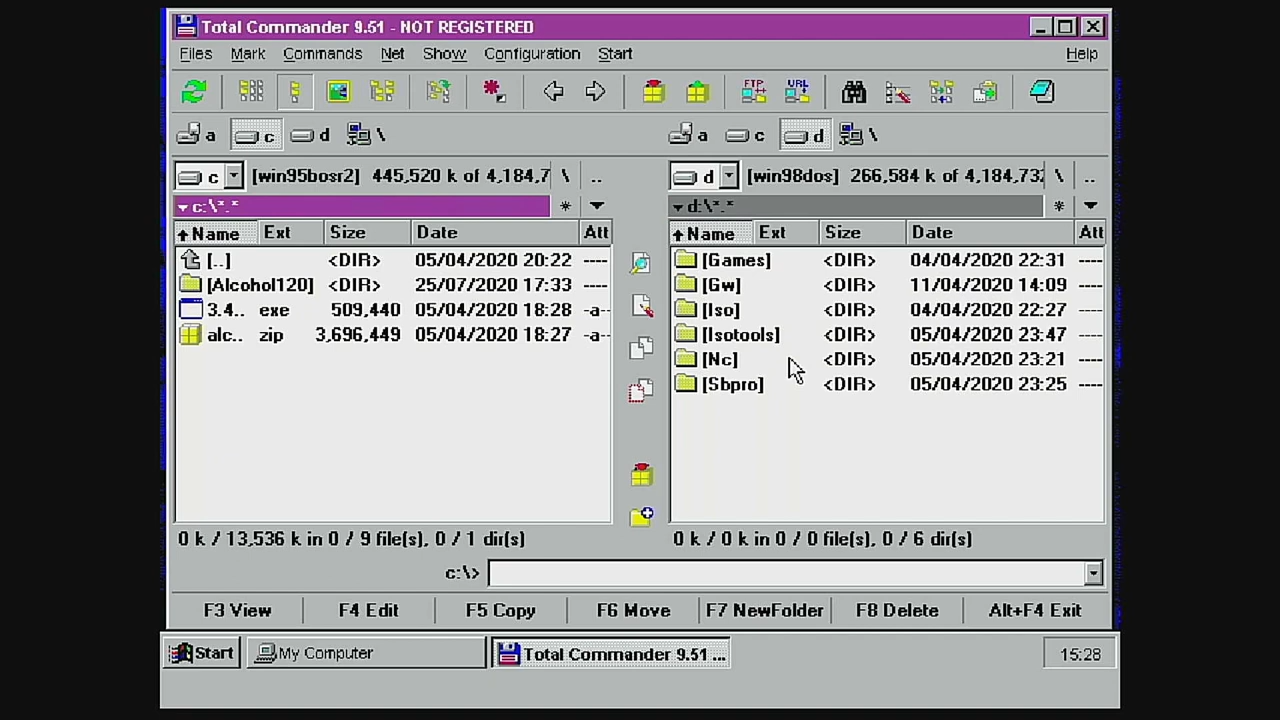 Total Commander 9.51 - NOT REGISTERED
Files Mark Commands Net Show Configuration Start Help
FTP URL
a c d \ a c d \
c [win95bosr2] 445,520 k of 4,184,7 \ .. d [win98dos] 266,584 k of 4,184,732 \ ..
c:\*.* * d:\*.* *
Name Ext Size Date Att Name Ext Size Date Att
[..] <DIR> 05/04/2020 20:22 ---- [Games] <DIR> 04/04/2020 22:31 ----
[Alcohol120] <DIR> 25/07/2020 17:33 ---- [Gw] <DIR> 11/04/2020 14:09 ----
3.4.. exe 509,440 05/04/2020 18:28 -a-- [Iso] <DIR> 04/04/2020 22:27 ----
alc.. zip 3,696,449 05/04/2020 18:27 -a-- [Isotools] <DIR> 05/04/2020 23:47 ----
[Nc] <DIR> 05/04/2020 23:21 ----
[Sbpro] <DIR> 05/04/2020 23:25 ----
0 k / 13,536 k in 0 / 9 file(s), 0 / 1 dir(s) 0 k / 0 k in 0 / 0 file(s), 0 / 6 dir(s)
c:\>
F3 View F4 Edit F5 Copy F6 Move F7 NewFolder F8 Delete Alt+F4 Exit
Start My Computer Total Commander 9.51 ... 15:28